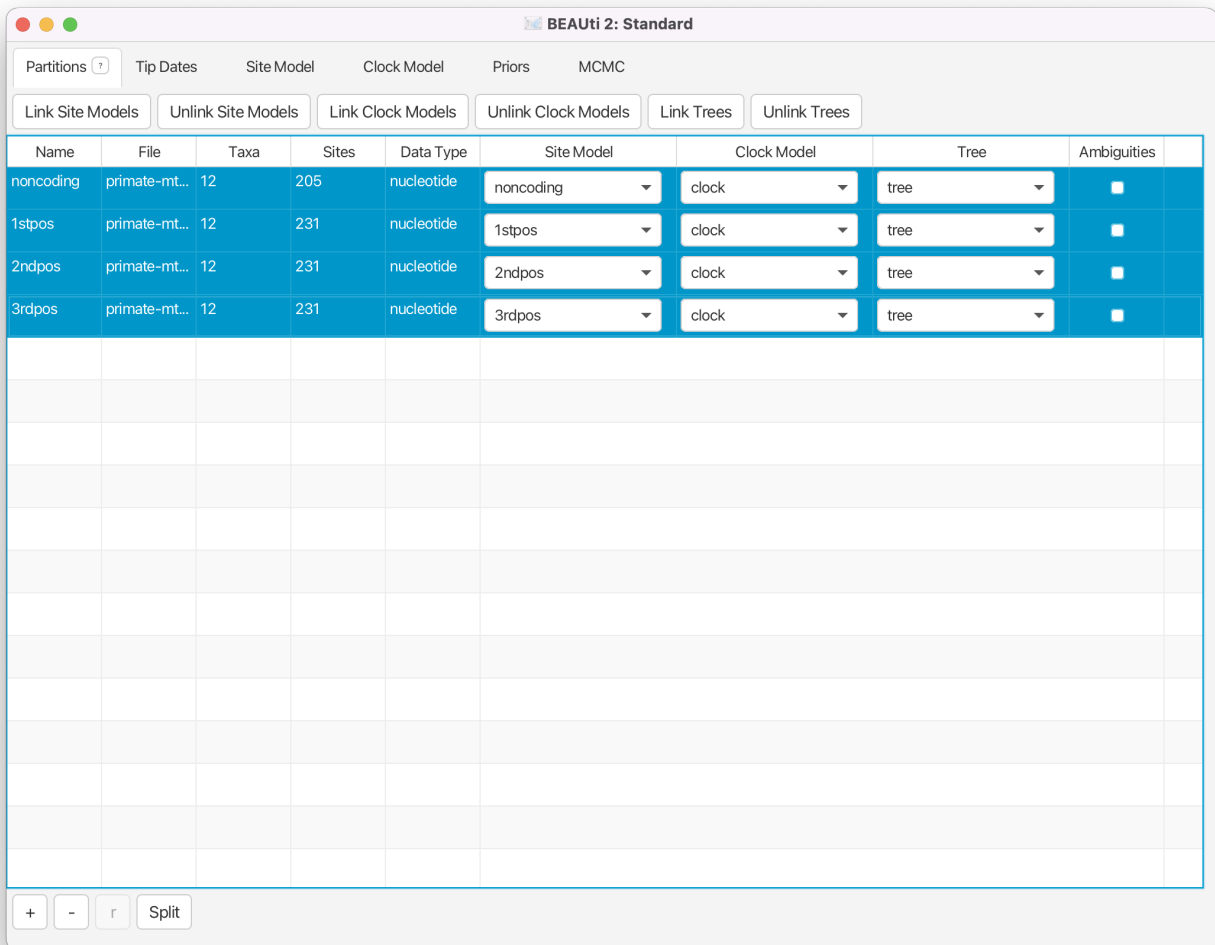 BEAUti 2: Standard
Partitions ? Tip Dates Site Model Clock Model Priors MCMC
Link Site Models Unlink Site Models Link Clock Models Unlink Clock Models Link Trees Unlink Trees
Name File Taxa Sites Data Type Site Model Clock Model Tree Ambiguities
noncoding primate-mt... 12 205 nucleotide noncoding clock tree
1stpos primate-mt... 12 231 nucleotide 1stpos clock tree
2ndpos primate-mt... 12 231 nucleotide 2ndpos clock tree
3rdpos primate-mt... 12 231 nucleotide 3rdpos clock tree
+ - r Split